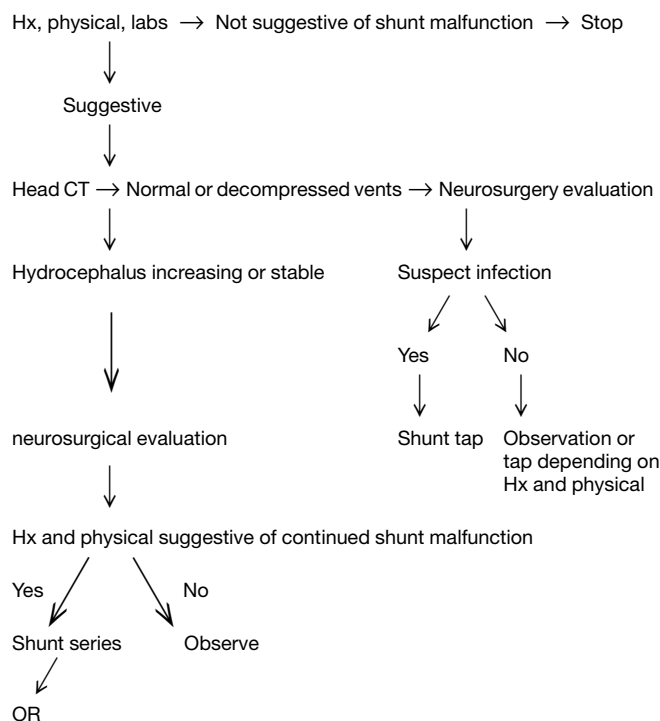 Hx, physical, labs → Not suggestive of shunt malfunction → Stop
Suggestive
Head CT → Normal or decompressed vents → Neurosurgery evaluation
Hydrocephalus increasing or stable
Suspect infection
Yes
No
neurosurgical evaluation
Shunt tap
Observation or
tap depending on
Hx and physical
Hx and physical suggestive of continued shunt malfunction
Yes
No
Shunt series
Observe
OR